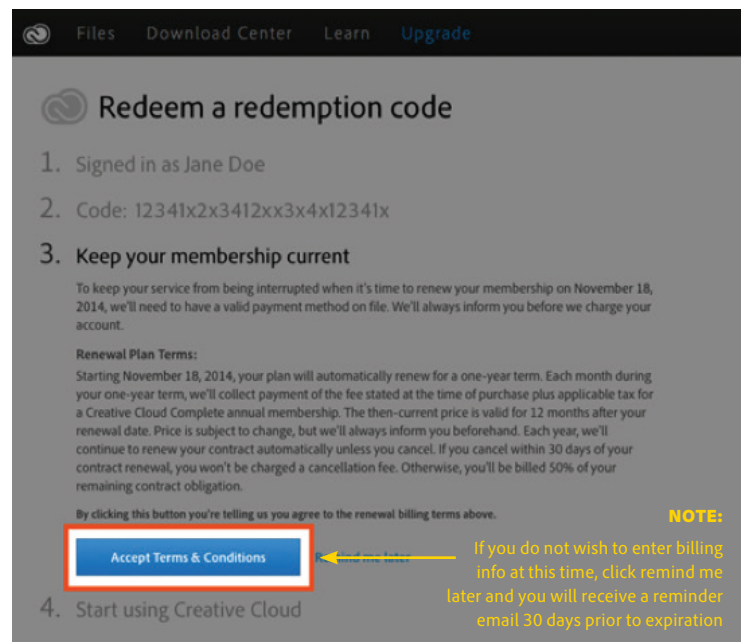 Files Download Center Learn Upgrade
Redeem a redemption code
1. Signed in as Jane Doe
2. Code: 12341x2x3412xx3x4x12341x
3. Keep your membership current
To keep your service from being interrupted when it's time to renew your membership on November 18,
2014, we'll need to have a valid payment method on file. We'll always inform you before we charge your
account.
Renewal Plan Terms:
Starting November 18, 2014, your plan will automatically renew for a one-year term. Each month during
your one-year term, we'll collect payment of the fee stated at the time of purchase plus applicable tax for
a Creative Cloud Complete annual membership. The then-current price is valid for 12 months after your
renewal date. Price is subject to change, but we'll always inform you beforehand. Each year, we'll
continue to renew your contract automatically unless you cancel. If you cancel within 30 days of your
contract renewal, you won't be charged a cancellation fee. Otherwise, you'll be billed 50% of your
remaining contract obligation.
By clicking this button you're telling us you agree to the renewal billing terms above.
Accept Terms & Conditions Remind me later
NOTE:
If you do not wish to enter billing
info at this time, click remind me
later and you will receive a reminder
email 30 days prior to expiration
4. Start using Creative Cloud